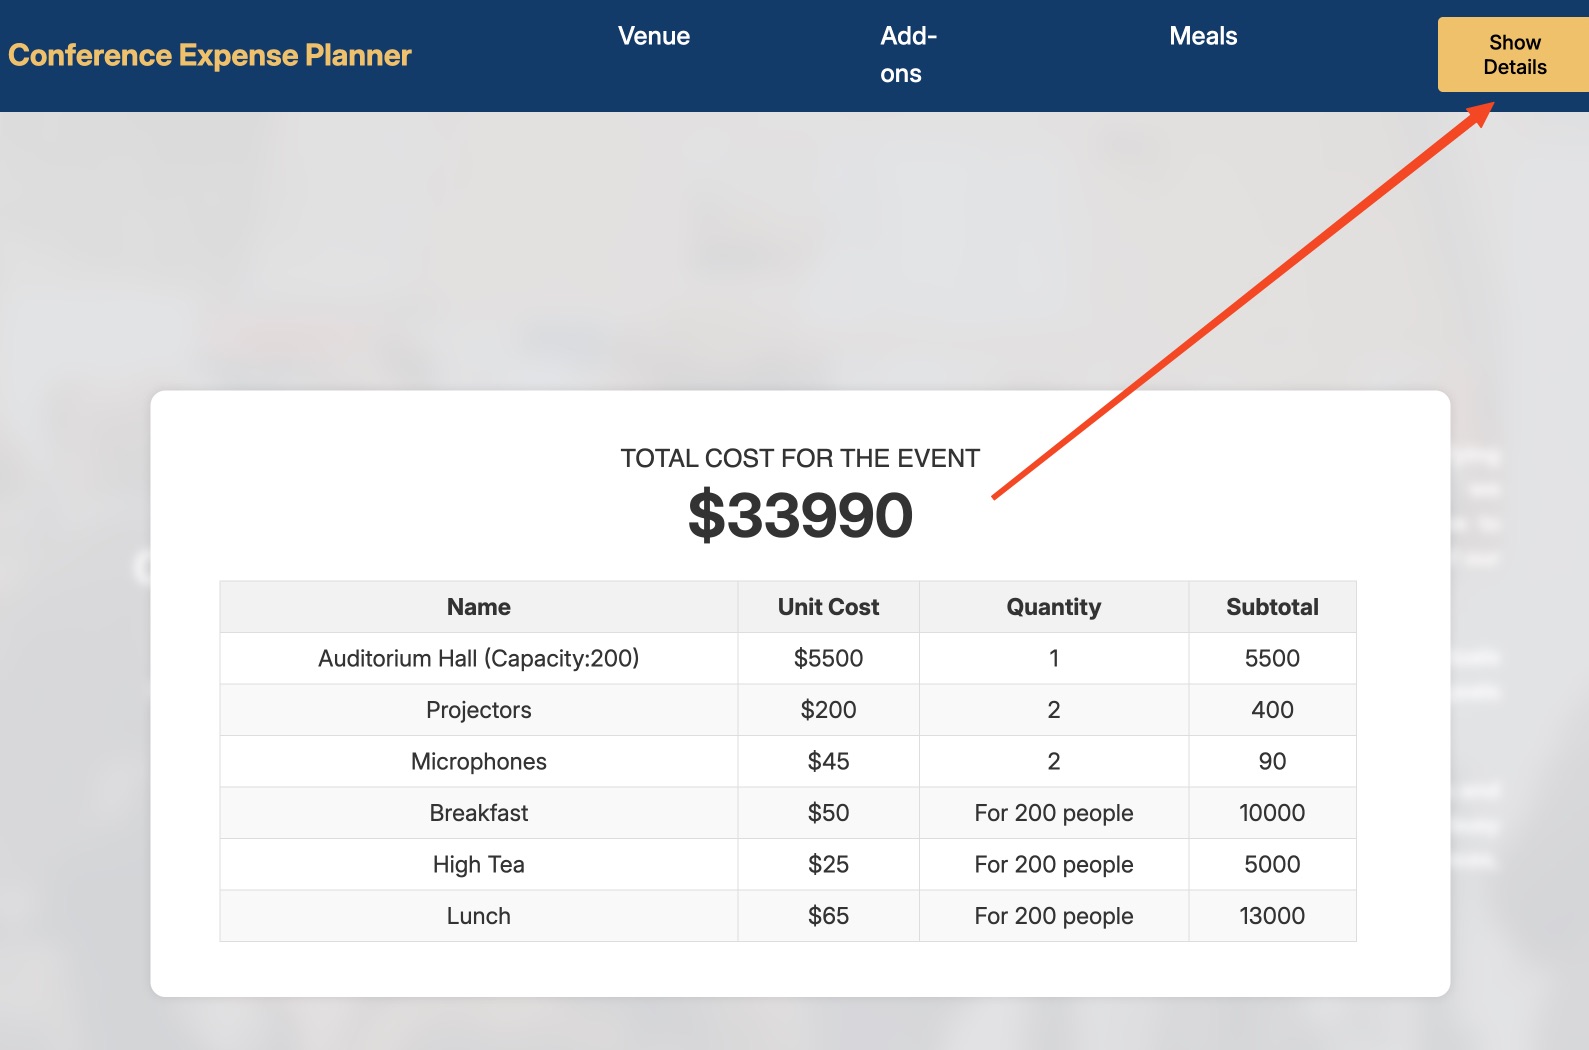 Conference Expense Planner
Venue
Add-
ons
Meals
Show
Details
TOTAL COST FOR THE EVENT
$33990
Name Unit Cost Quantity Subtotal
Auditorium Hall (Capacity:200) $5500 1 5500
Projectors $200 2 400
Microphones $45 2 90
Breakfast $50 For 200 people 10000
High Tea $25 For 200 people 5000
Lunch $65 For 200 people 13000